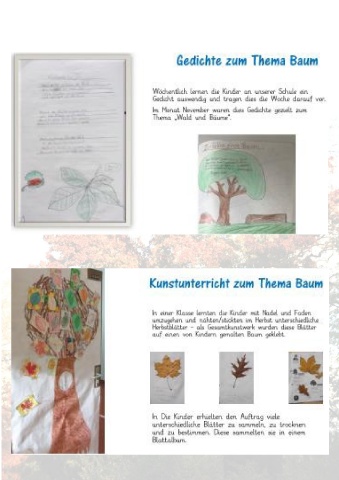 Gedichte zum Thema Baum
Wöchentlich lernen die Kinder an unserer Schule ein
Gedicht auswendig und tragen dies die Woche darauf vor.
Im Monat November waren dies Gedichte gezielt zum
Thema „Wald und Bäume“.
Kunstunterricht zum Thema Baum
In einer Klasse lernten die Kinder mit Nadel und Faden
umzugehen und nähten/stickten im Herbst unterschiedliche
Herbstblätter - als Gesamtkunstwerk wurden diese Blätter
auf einen von Kindern gemalten Baum geklebt.
In Die Kinder erhielten den Auftrag viele
unterschiedliche Blätter zu sammeln, zu trocknen
und zu bestimmen. Diese sammelten sie in einem
Blattalbum.